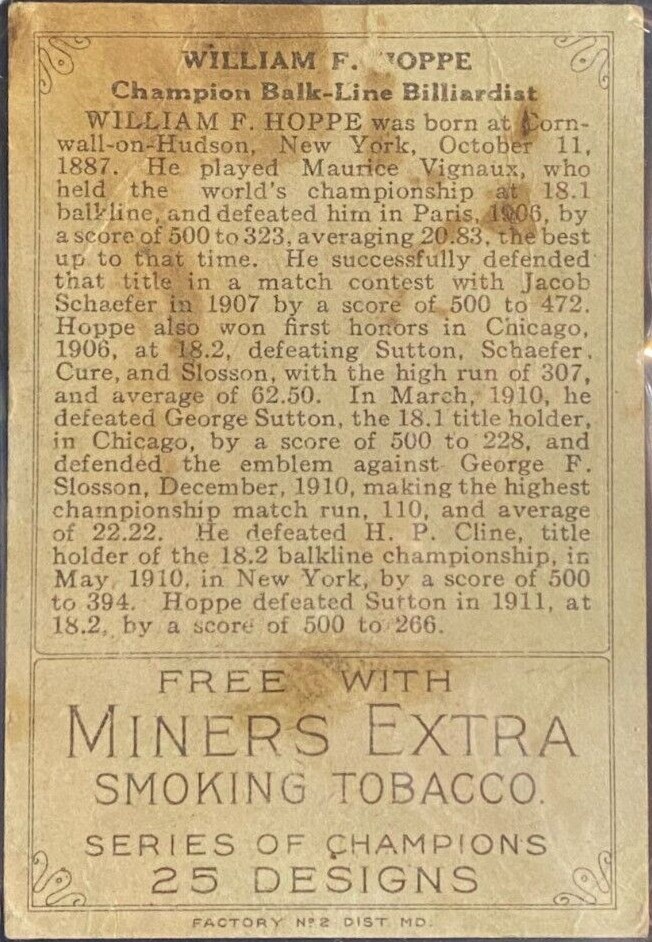 WILLIAM F. HOPPE
Champion Balk-Line Billiardist
WILLIAM F. HOPPE was born at Corn-
wall-on-Hudson, New York, October 11,
1887. He played Maurice Vignaux, who
held the world's championship at 18.1
balkline, and defeated him in Paris, 1906, by
a score of 500 to 323, averaging 20.83, the best
up to that time. He successfully defended
that title in a match contest with Jacob
Schaefer in 1907 by a score of 500 to 472.
Hoppe also won first honors in Chicago,
1906, at 18.2, defeating Sutton, Schaefer,
Cure, and Slosson, with the high run of 307,
and average of 62.50. In March, 1910, he
defeated George Sutton, the 18.1 title holder,
in Chicago, by a score of 500 to 228, and
defended the emblem against George F.
Slosson, December, 1910, making the highest
championship match run, 110, and average
of 22.22. He defeated H. P. Cline, title
holder of the 18.2 balkline championship, in
May, 1910, in New York, by a score of 500
to 394. Hoppe defeated Sutton in 1911, at
18.2, by a score of 500 to 266.
FREE WITH
MINERS EXTRA
SMOKING TOBACCO.
SERIES OF CHAMPIONS
25 DESIGNS
FACTORY Nº 2 DIST. MD.